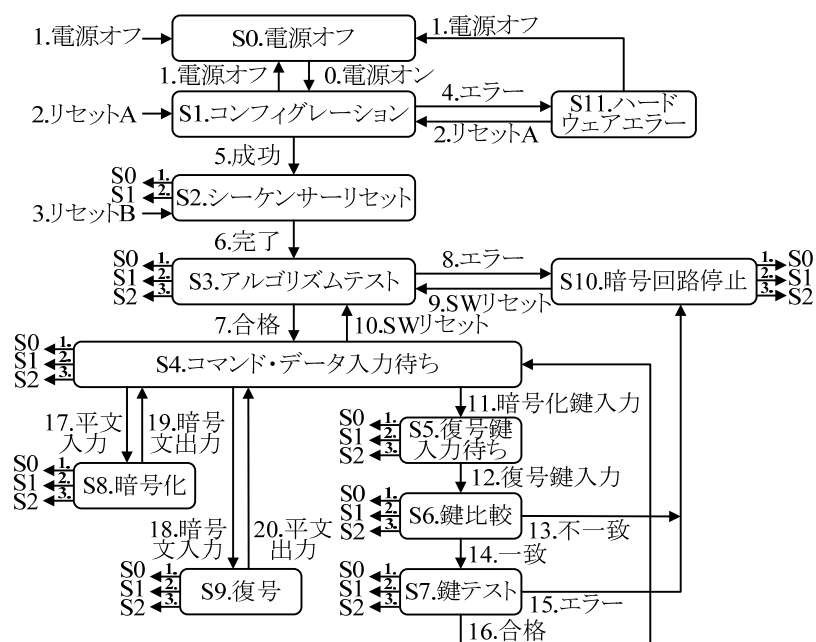 1.電源オフ
S0.電源オフ
1.電源オフ
1.電源オフ
0.電源オン
2.リセットA
S1.コンフィグレーション
4.エラー
2.リセットA
S11.ハード
ウェアエラー
5.成功
S0
1.
S1
2.
3.リセットB
S2.シーケンサーリセット
6.完了
S0
1.
S1
2.
S2
3.
S3.アルゴリズムテスト
8.エラー
9.SWリセット
S10.暗号回路停止
1.
S0
2.
S1
3.
S2
7.合格
10.SWリセット
S0
1.
S1
2.
S2
3.
S4.コマンド・データ入力待ち
17.平文
入力
19.暗号
文出力
11.暗号化鍵入力
S0
1.
S1
2.
S2
3.
S5.復号鍵
入力待ち
S0
1.
S1
2.
S2
3.
S8.暗号化
12.復号鍵入力
S0
1.
S1
2.
S2
3.
S6.鍵比較
13.不一致
18.暗号
文入力
20.平文
出力
14.一致
S0
1.
S1
2.
S2
3.
S9.復号
S0
1.
S1
2.
S2
3.
S7.鍵テスト
15.エラー
16.合格